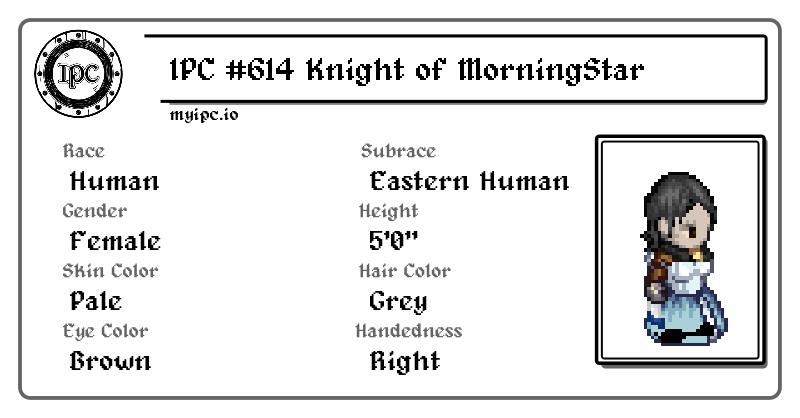 IPC
IPC #614 Knight of MorningStar
myipc.io
Race
Human
Subrace
Eastern Human
Gender
Female
Height
5'0"
Skin Color
Pale
Hair Color
Grey
Eye Color
Brown
Handedness
Right